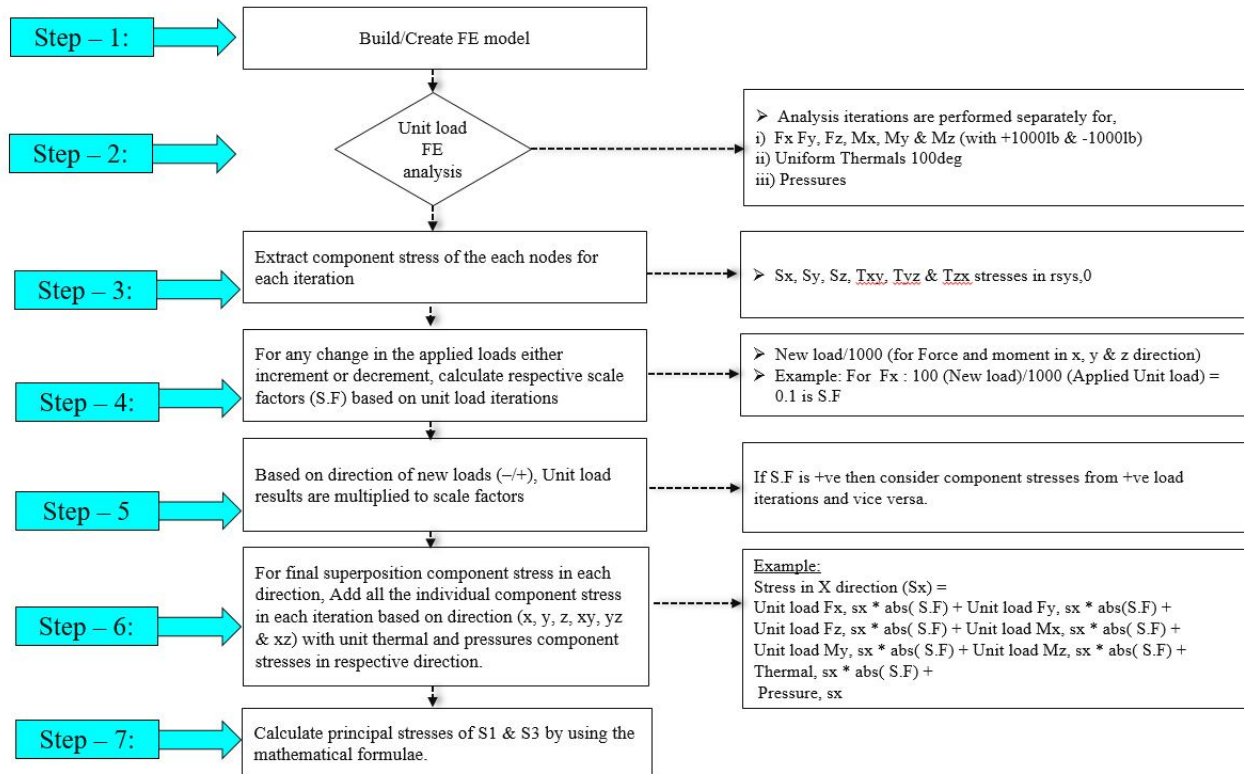 Step – 1:
Build/Create FE model
Step – 2:
Unit load
FE
analysis
➢ Analysis iterations are performed separately for,
i) Fx Fy, Fz, Mx, My & Mz (with +1000lb & -1000lb)
ii) Uniform Thermals 100deg
iii) Pressures
Step – 3:
Extract component stress of the each nodes for
each iteration
➢ Sx, Sy, Sz, Txy, Tyz & Tzx stresses in rsys,0
Step – 4:
For any change in the applied loads either
increment or decrement, calculate respective scale
factors (S.F) based on unit load iterations
➢ New load/1000 (for Force and moment in x, y & z direction)
➢ Example: For Fx : 100 (New load)/1000 (Applied Unit load) =
0.1 is S.F
Step – 5
Based on direction of new loads (–/+), Unit load
results are multiplied to scale factors
If S.F is +ve then consider component stresses from +ve load
iterations and vice versa.
Step – 6:
For final superposition component stress in each
direction, Add all the individual component stress
in each iteration based on direction (x, y, z, xy, yz
& xz) with unit thermal and pressures component
stresses in respective direction.
Example:
Stress in X direction (Sx) =
Unit load Fx, sx * abs( S.F) + Unit load Fy, sx * abs(S.F) +
Unit load Fz, sx * abs( S.F) + Unit load Mx, sx * abs( S.F) +
Unit load My, sx * abs( S.F) + Unit load Mz, sx * abs( S.F) +
Thermal, sx * abs( S.F) +
Pressure, sx
Step – 7:
Calculate principal stresses of S1 & S3 by using the
mathematical formulae.